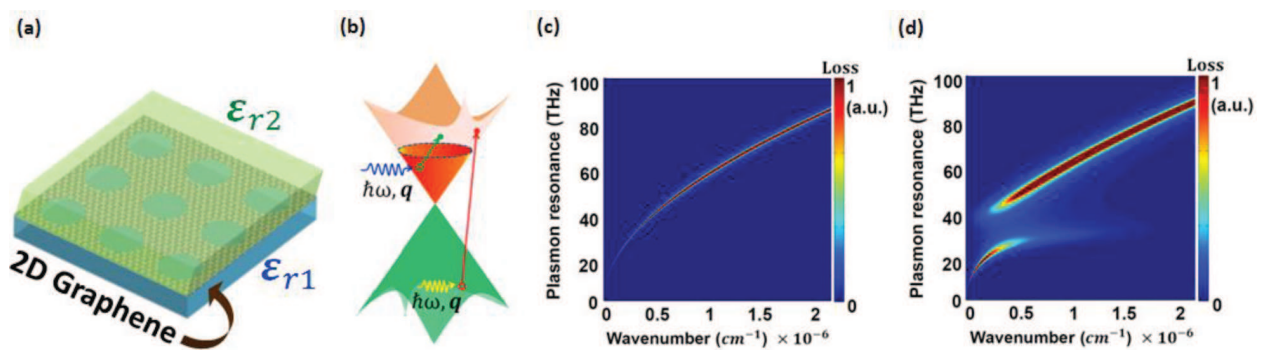 (a)
εr2
εr1
2D Graphene
(b)
ħω, q
ħω, q
(c)
Plasmon resonance (THz)
100
80
60
40
20
0
0 0.5 1 1.5 2
Wavenumber (cm⁻¹) × 10⁻⁶
Loss
1
(a.u.)
0
(d)
Plasmon resonance (THz)
100
80
60
40
20
0
0 0.5 1 1.5 2
Wavenumber (cm⁻¹) × 10⁻⁶
Loss
1
(a.u.)
0